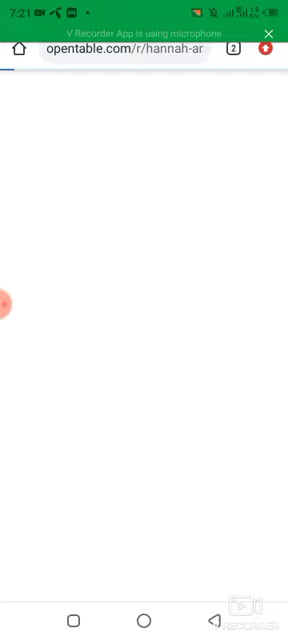 7:21
V Recorder App is using microphone
opentable.com/r/hannah-ar
2
RECORDER